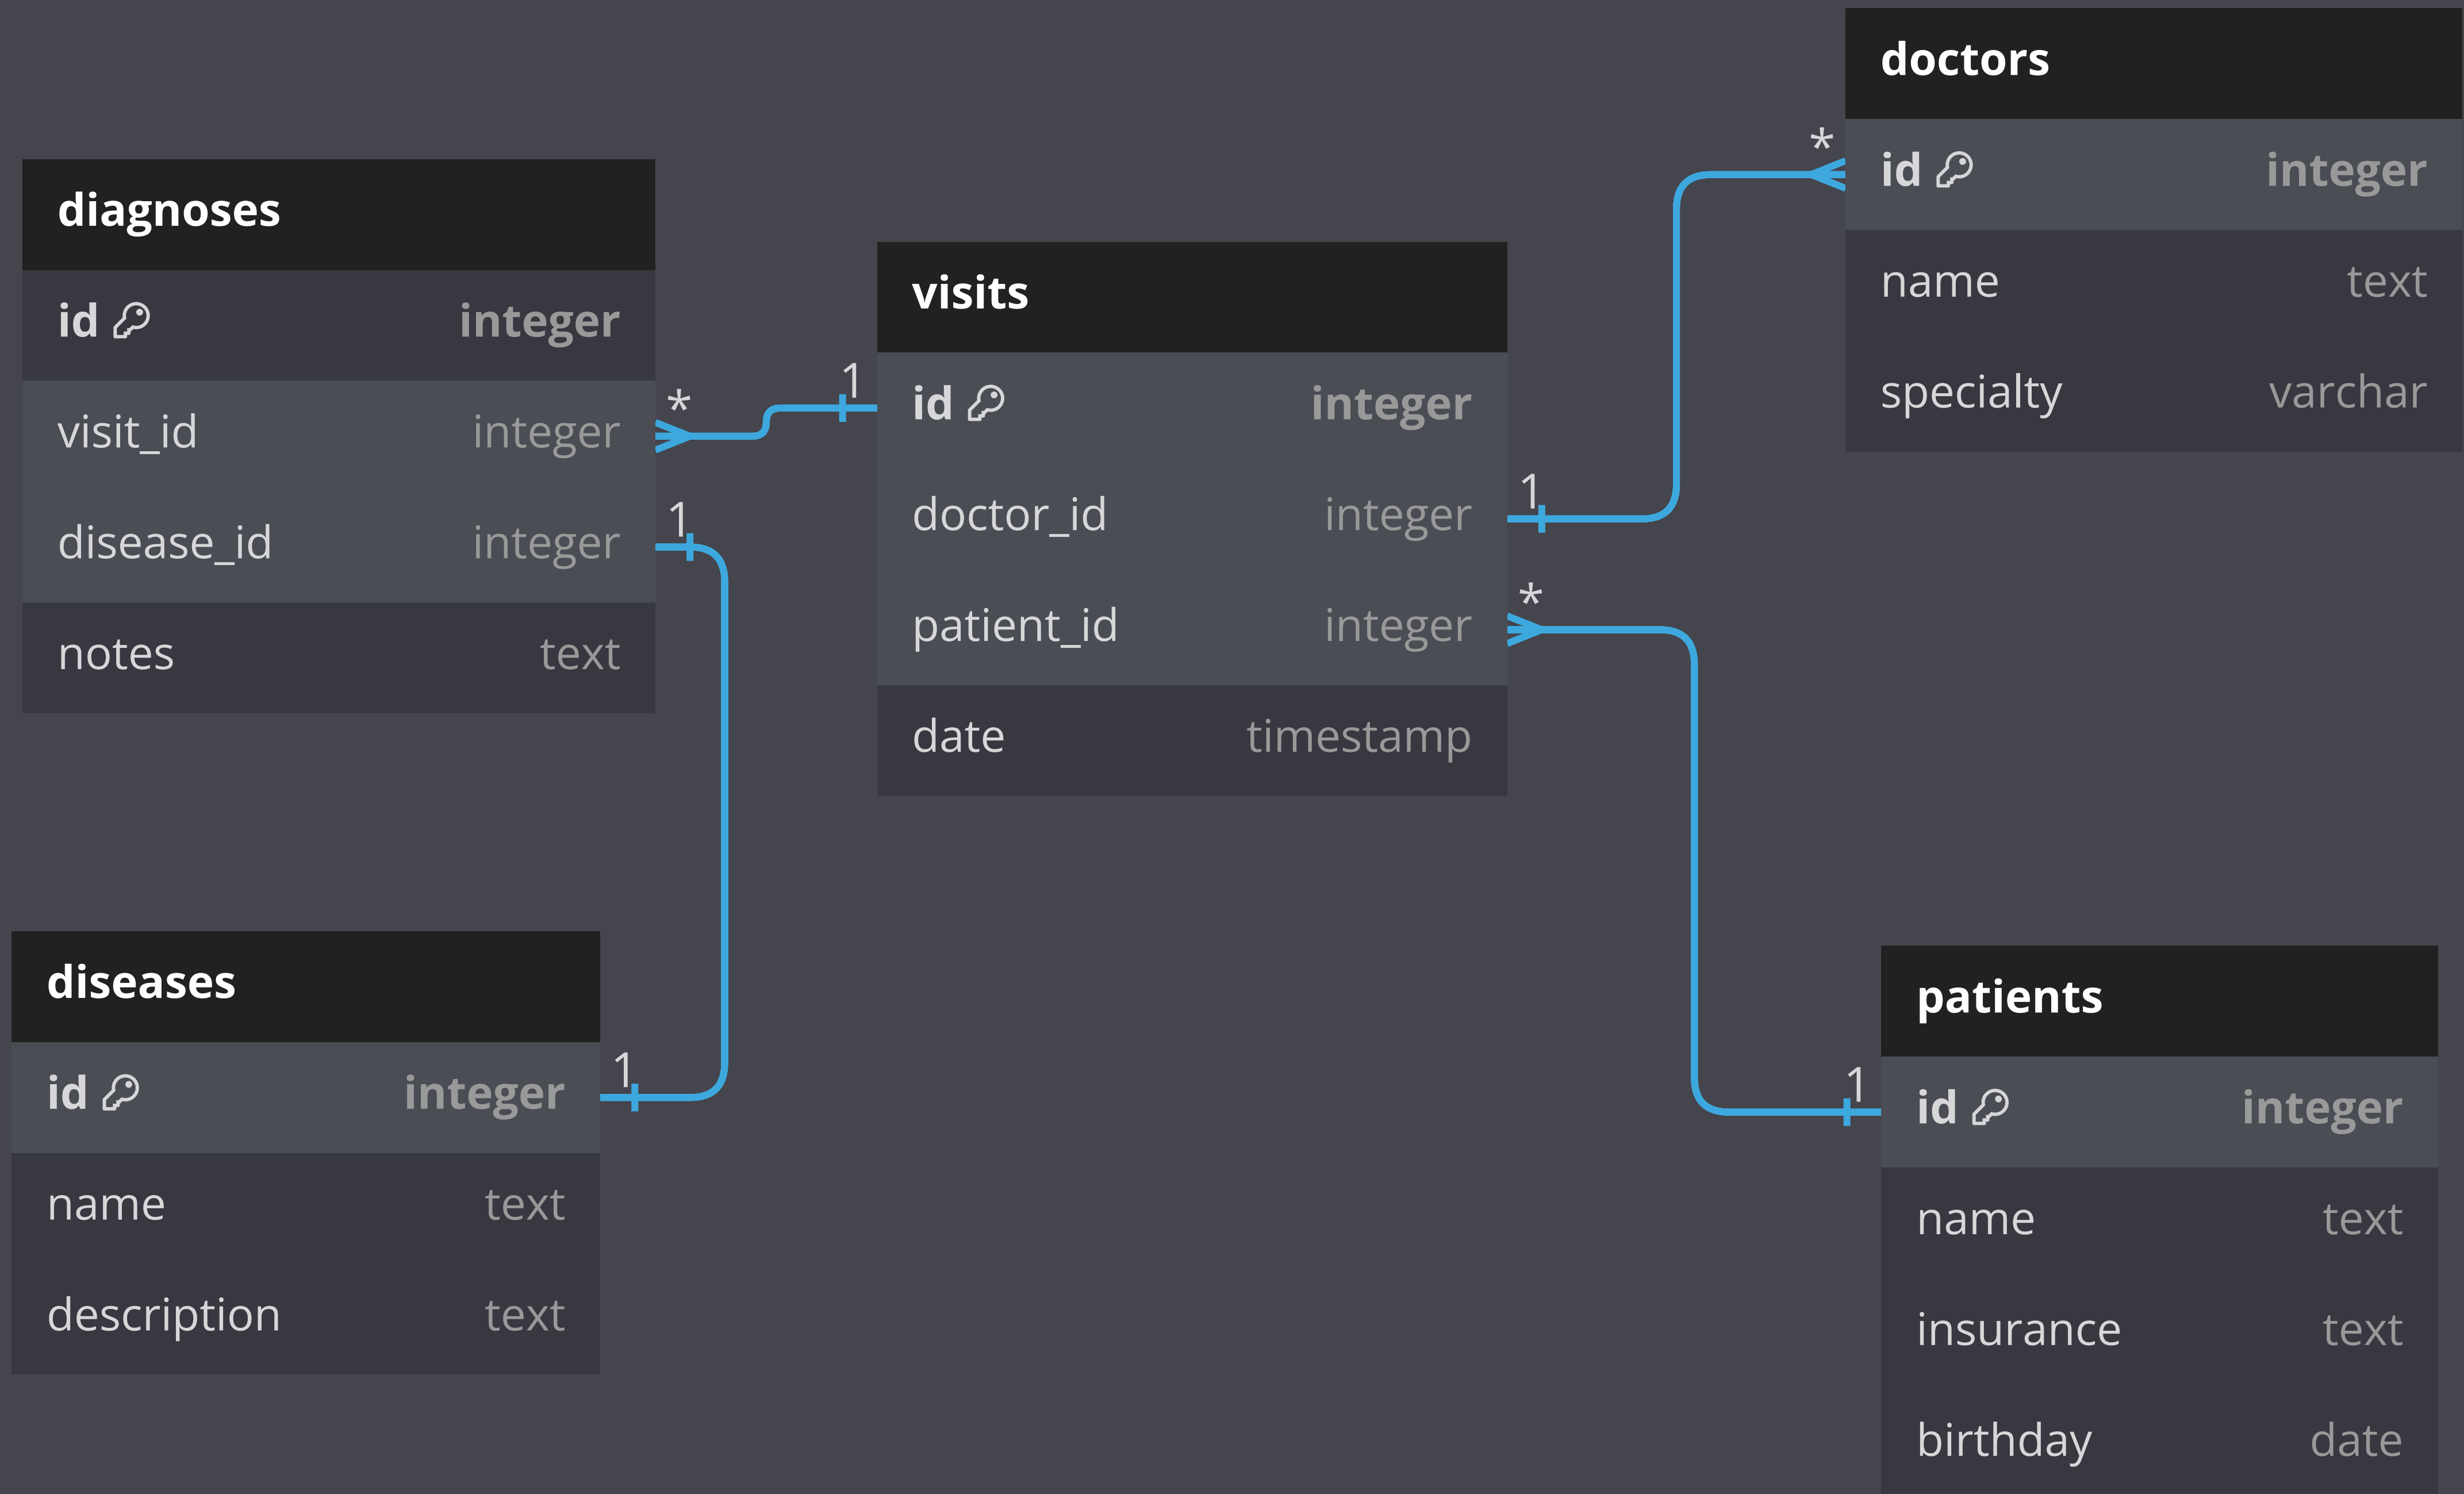 doctors
id integer
name text
specialty varchar
*
diagnoses
id integer
visit_id integer
disease_id integer
notes text
*
1
1
visits
id integer
doctor_id integer
patient_id integer
date timestamp
1
*
diseases
id integer
name text
description text
1
patients
id integer
name text
insurance text
birthday date
1